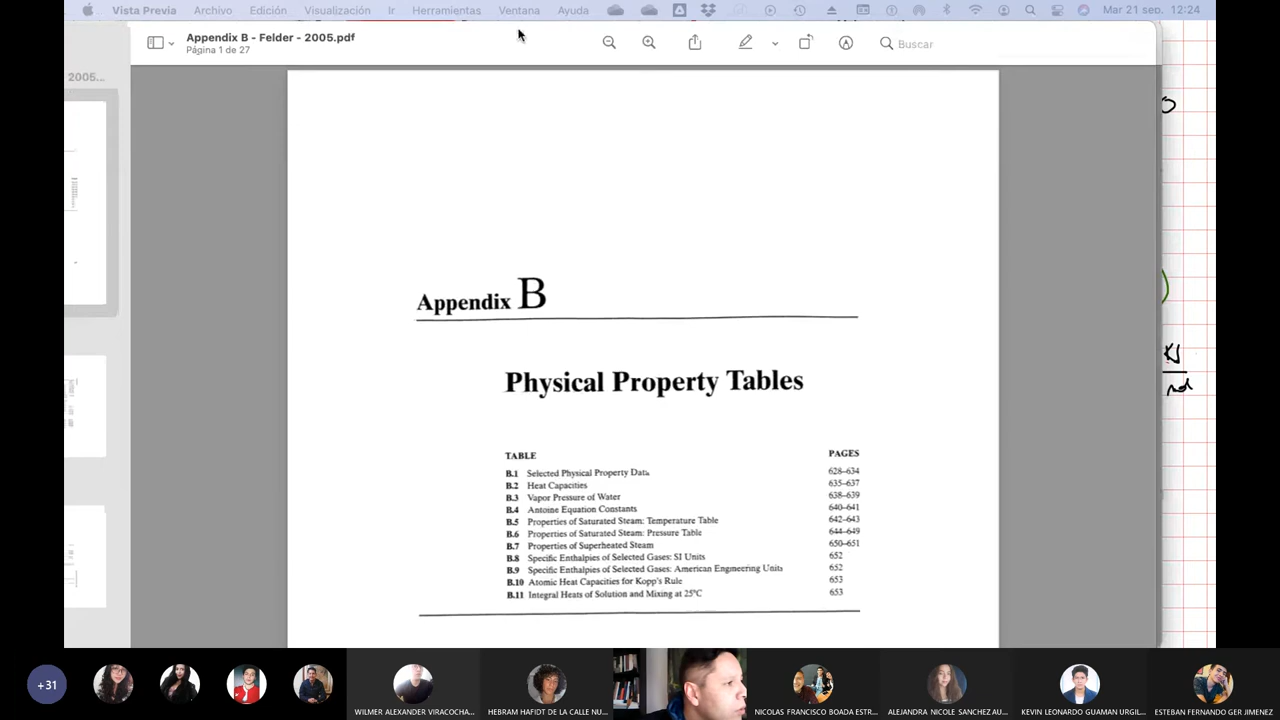 Vista Previa Archivo Edición Visualización Ir Herramientas Ventana Ayuda Mar 21 sep. 12:24
Appendix B - Felder - 2005.pdf
Página 1 de 27
Buscar
2005...
Appendix B
Physical Property Tables
TABLE PAGES
B.1 Selected Physical Property Data 628–634
B.2 Heat Capacities 635–637
B.3 Vapor Pressure of Water 638–639
B.4 Antoine Equation Constants 640–641
B.5 Properties of Saturated Steam: Temperature Table 642–643
B.6 Properties of Saturated Steam: Pressure Table 644–649
B.7 Properties of Superheated Steam 650–651
B.8 Specific Enthalpies of Selected Gases: SI Units 652
B.9 Specific Enthalpies of Selected Gases: American Engineering Units 652
B.10 Atomic Heat Capacities for Kopp's Rule 653
B.11 Integral Heats of Solution and Mixing at 25°C 653
+31
WILMER ALEXANDER VIRACOCHA...
HEBRAM HAFIDT DE LA CALLE NU...
NICOLAS FRANCISCO BOADA ESTR...
ALEJANDRA NICOLE SANCHEZ AU...
KEVIN LEONARDO GUAMAN URGIL...
ESTEBAN FERNANDO GER JIMENEZ